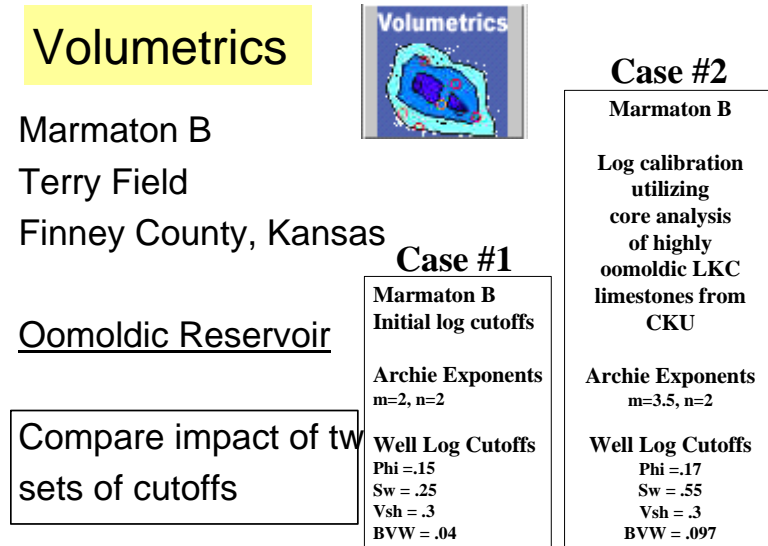 Volumetrics
Volumetrics
Marmaton B
Terry Field
Finney County, Kansas
Oomoldic Reservoir
Compare impact of tw
sets of cutoffs
Case #1
Marmaton B
Initial log cutoffs
Archie Exponents
m=2, n=2
Well Log Cutoffs
Phi =.15
Sw = .25
Vsh = .3
BVW = .04
Case #2
Marmaton B
Log calibration
utilizing
core analysis
of highly
oomoldic LKC
limestones from
CKU
Archie Exponents
m=3.5, n=2
Well Log Cutoffs
Phi =.17
Sw = .55
Vsh = .3
BVW = .097